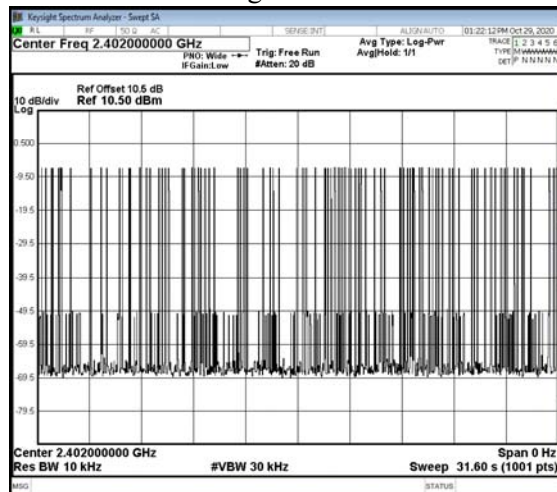 Keysight Spectrum Analyzer - Swept SA
RL RF 50 Ω AC SENSE:INT ALIGNAUTO 01:22:12 PM Oct 29, 2020
Center Freq 2.402000000 GHz
PNO: Wide
IFGain:Low
Trig: Free Run
#Atten: 20 dB
Avg Type: Log-Pwr
Avg|Hold: 1/1
TRACE 1 2 3 4 5 6
TYPE M
DET P N N N N N
Ref Offset 10.5 dB
10 dB/div Ref 10.50 dBm
Log
0.500
-9.50
-19.5
-29.5
-39.5
-49.5
-59.5
-69.5
-79.5
Center 2.402000000 GHz Span 0 Hz
Res BW 10 kHz #VBW 30 kHz Sweep 31.60 s (1001 pts)
MSG STATUS